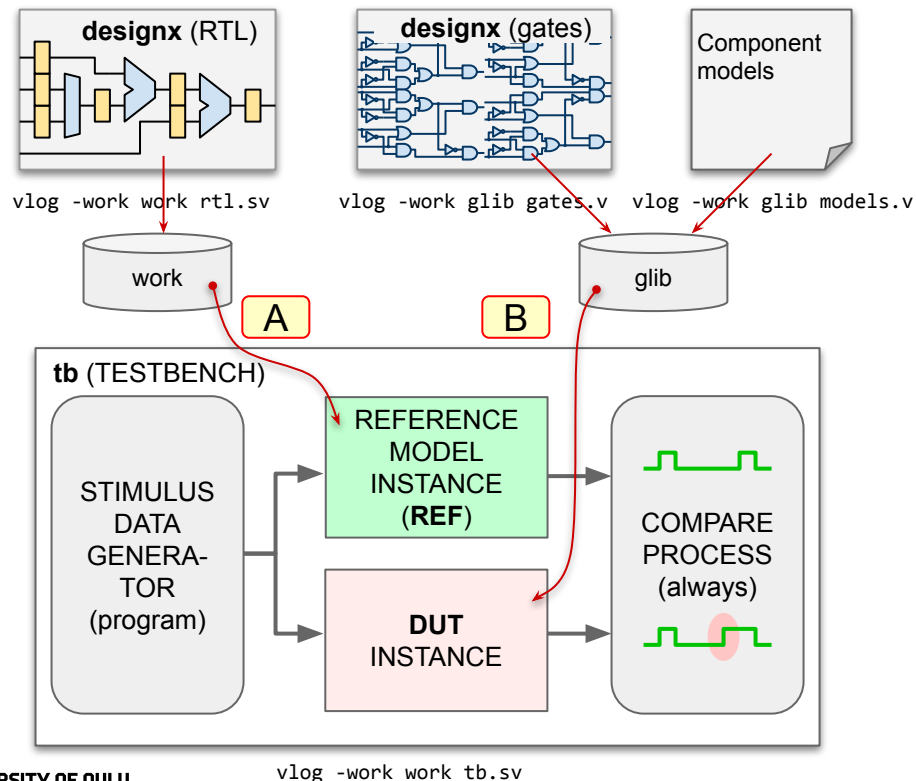 designx (RTL)
designx (gates)
Component
models
vlog -work work rtl.sv
vlog -work glib gates.v
vlog -work glib models.v
work
glib
A
B
tb (TESTBENCH)
STIMULUS
DATA
GENERA-
TOR
(program)
REFERENCE
MODEL
INSTANCE
(REF)
DUT
INSTANCE
COMPARE
PROCESS
(always)
vlog -work work tb.sv